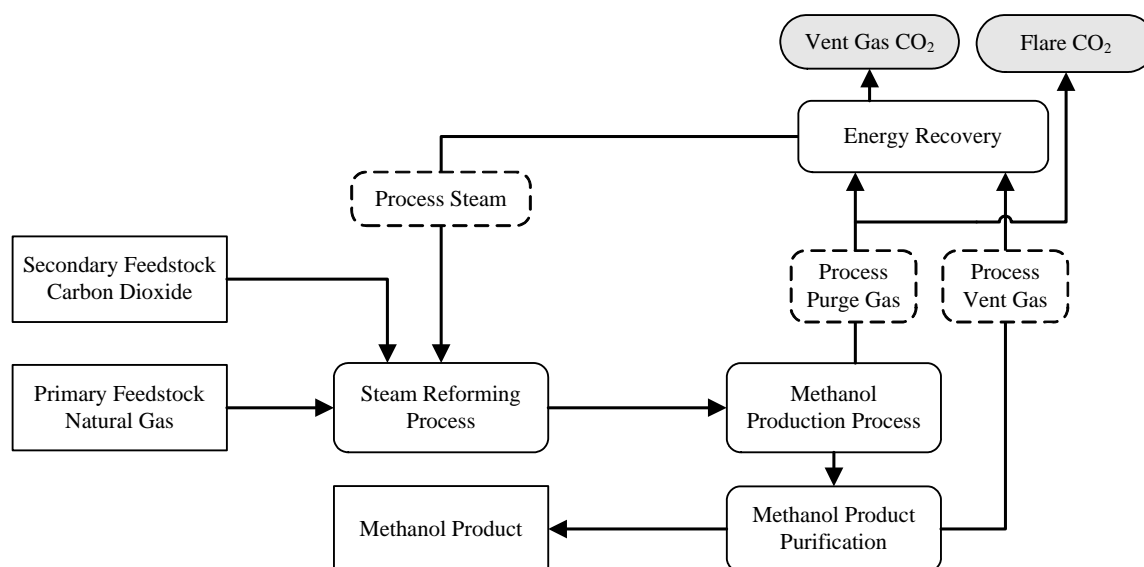 Vent Gas CO₂
Flare CO₂
Energy Recovery
Process Steam
Secondary Feedstock
Carbon Dioxide
Process
Purge Gas
Process
Vent Gas
Primary Feedstock
Natural Gas
Steam Reforming
Process
Methanol
Production Process
Methanol Product
Methanol Product
Purification